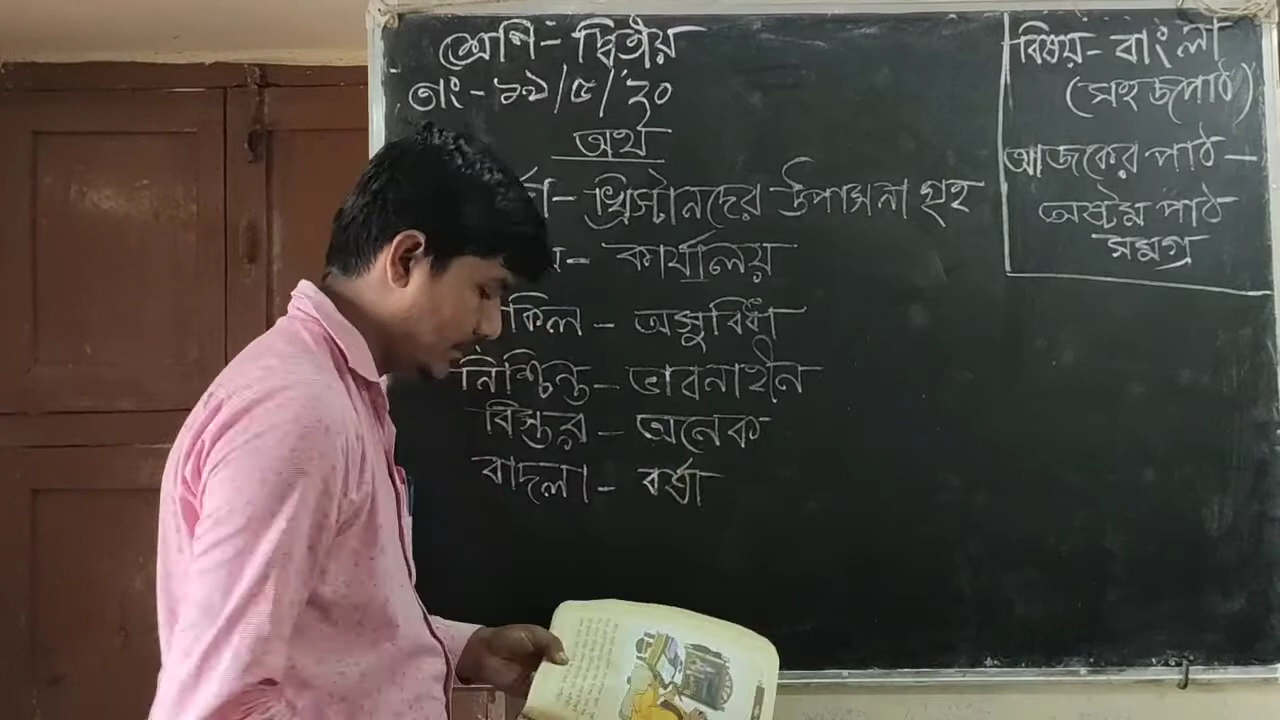 শ্রেণি - দ্বিতীয়
তাং - ১৯/৫/২০
অর্থ
- খ্রিস্টানদের উপাসনা গৃহ
- কার্যালয়
কিল - অসুবিধা
নিশ্চিন্ত - ভাবনাহীন
বিস্তর - অনেক
বাদলা - বর্ষা
বিষয় - বাংলা
(সহজপাঠ)
আজকের পাঠ -
অষ্টম পাঠ
সমগ্র